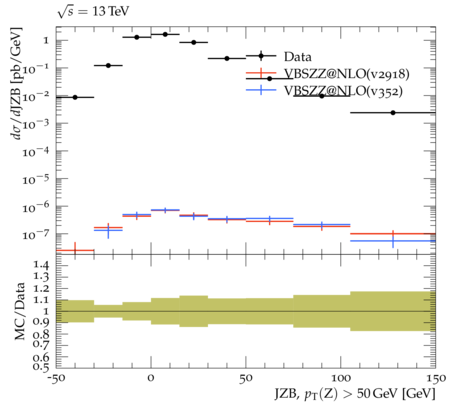 √s = 13 TeV
dσ/dJZB [pb/GeV]
1
10⁻¹
10⁻²
10⁻³
10⁻⁴
10⁻⁵
10⁻⁶
10⁻⁷
Data
VBSZZ@NLO(v2918)
VBSZZ@NLO(v352)
MC/Data
1.4
1.3
1.2
1.1
1
0.9
0.8
0.7
0.6
0.5
-50 0 50 100 150
JZB, pT(Z) > 50 GeV [GeV]